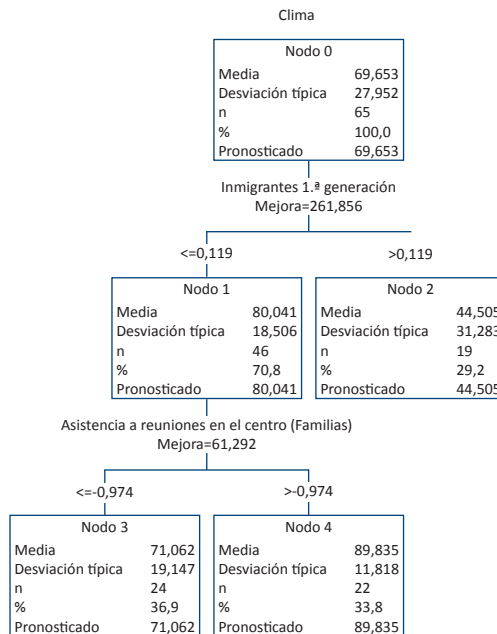 Clima
Nodo 0
Media 69,653
Desviación típica 27,952
n 65
% 100,0
Pronosticado 69,653
Inmigrantes 1.ª generación
Mejora=261,856
<=0,119 >0,119
Nodo 1
Media 80,041
Desviación típica 18,506
n 46
% 70,8
Pronosticado 80,041
Nodo 2
Media 44,505
Desviación típica 31,283
n 19
% 29,2
Pronosticado 44,505
Asistencia a reuniones en el centro (Familias)
Mejora=61,292
<=-0,974 >-0,974
Nodo 3
Media 71,062
Desviación típica 19,147
n 24
% 36,9
Pronosticado 71,062
Nodo 4
Media 89,835
Desviación típica 11,818
n 22
% 33,8
Pronosticado 89,835